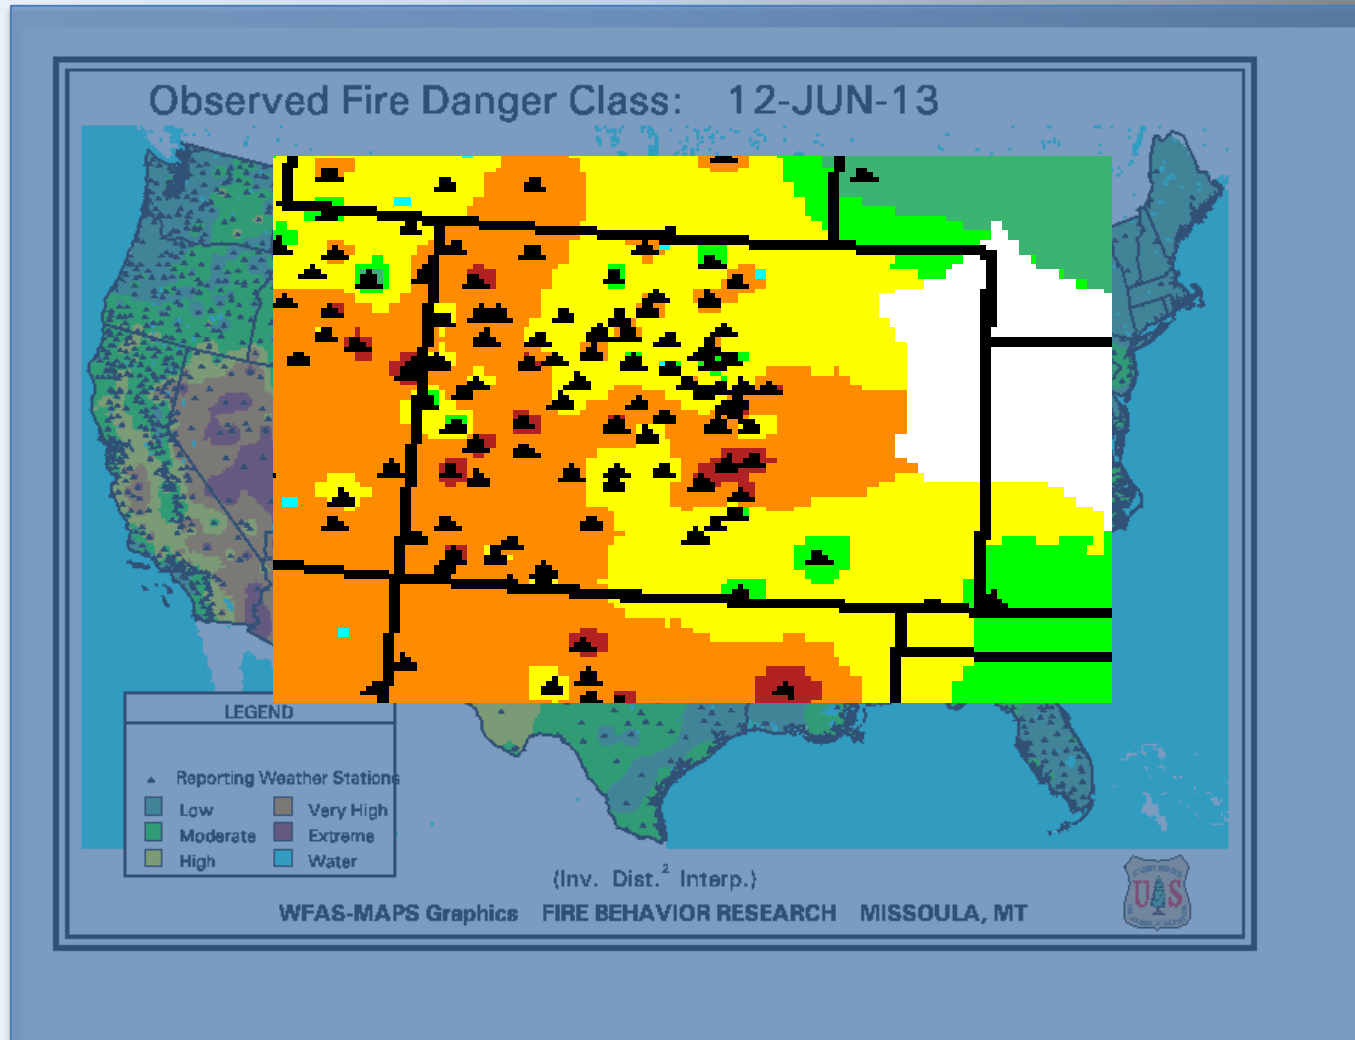 Observed Fire Danger Class: 12-JUN-13
LEGEND
Reporting Weather Stations
Low
Very High
Moderate
Extreme
High
Water
(Inv. Dist.² Interp.)
WFAS-MAPS Graphics FIRE BEHAVIOR RESEARCH MISSOULA, MT
U S